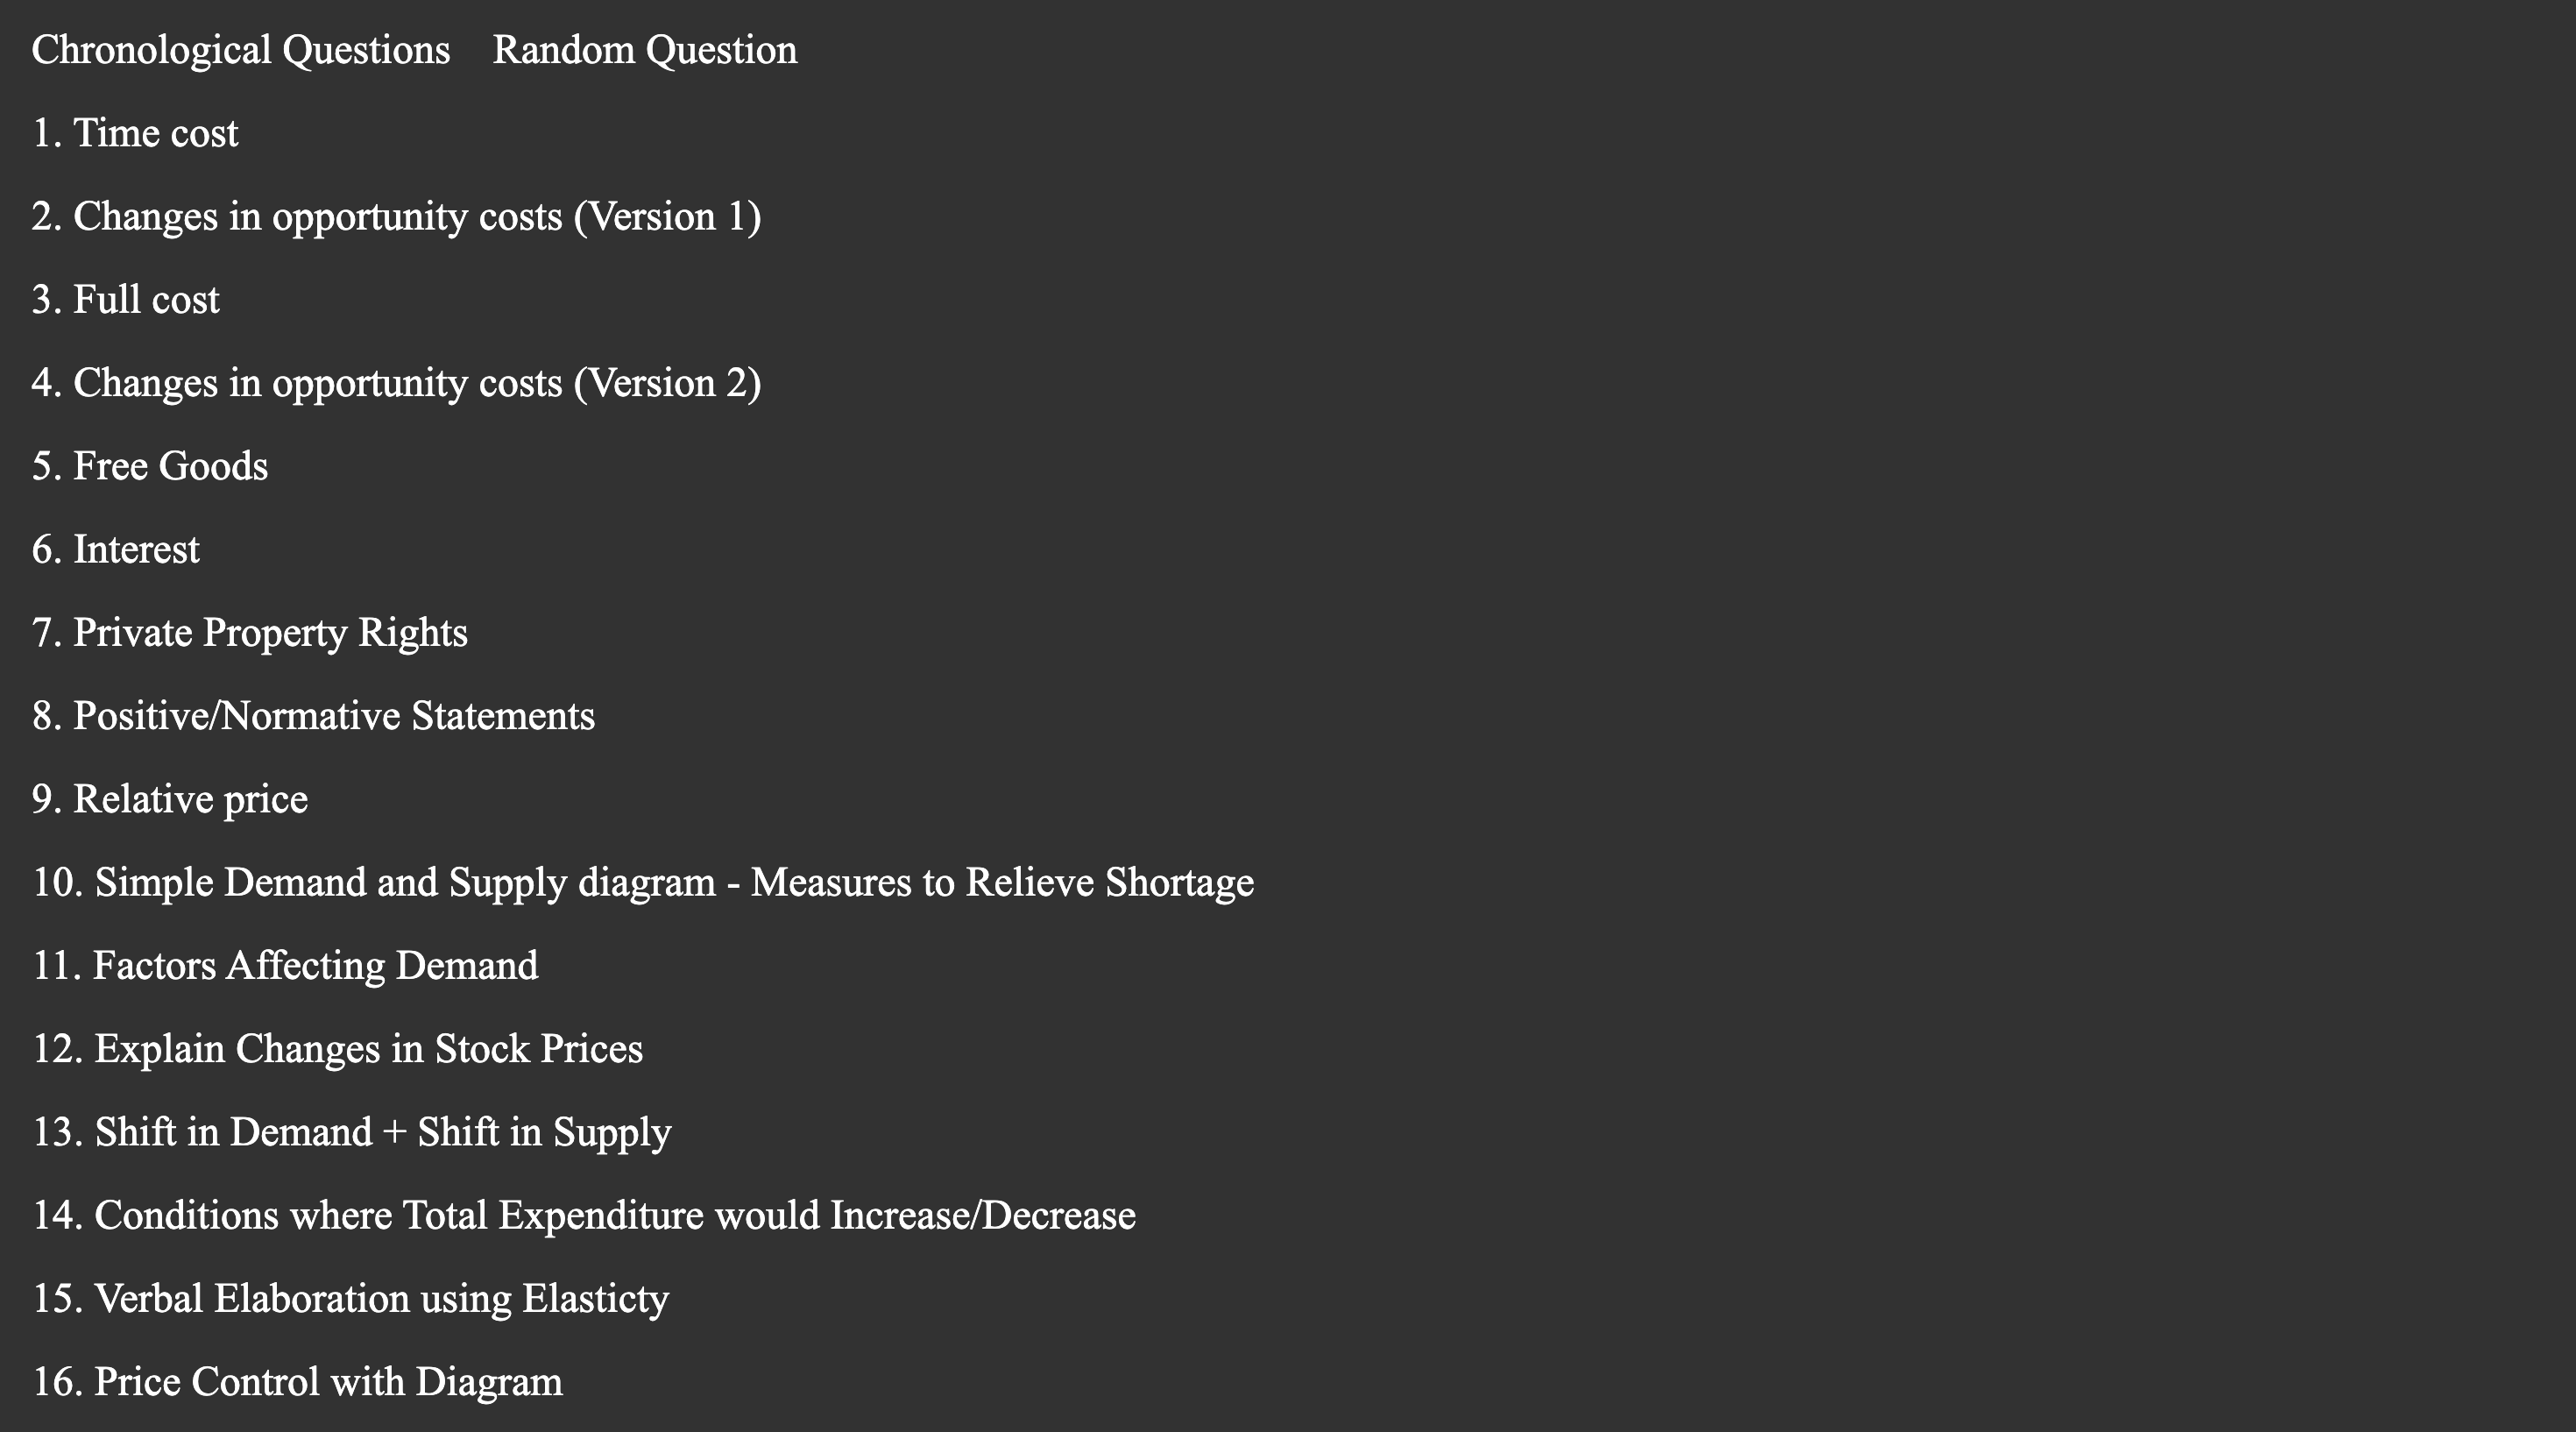 Chronological Questions Random Question
1. Time cost
2. Changes in opportunity costs (Version 1)
3. Full cost
4. Changes in opportunity costs (Version 2)
5. Free Goods
6. Interest
7. Private Property Rights
8. Positive/Normative Statements
9. Relative price
10. Simple Demand and Supply diagram - Measures to Relieve Shortage
11. Factors Affecting Demand
12. Explain Changes in Stock Prices
13. Shift in Demand + Shift in Supply
14. Conditions where Total Expenditure would Increase/Decrease
15. Verbal Elaboration using Elasticty
16. Price Control with Diagram